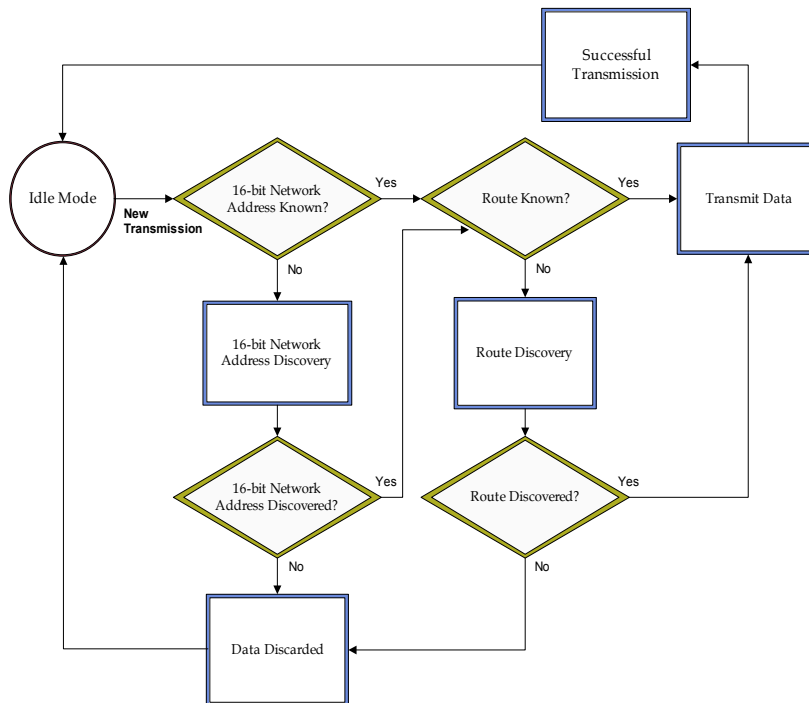 Successful
Transmission
Idle Mode
New
Transmission
16-bit Network
Address Known?
Yes
Route Known?
Yes
Transmit Data
No
No
16-bit Network
Address Discovery
Route Discovery
16-bit Network
Address Discovered?
Yes
Route Discovered?
Yes
No
No
Data Discarded